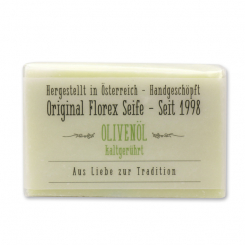 Hergestellt in Österreich - Handgeschöpft
Original Florex Seife - Seit 1998
OLIVENÖL
kaltgerührt
Aus Liebe zur Tradition